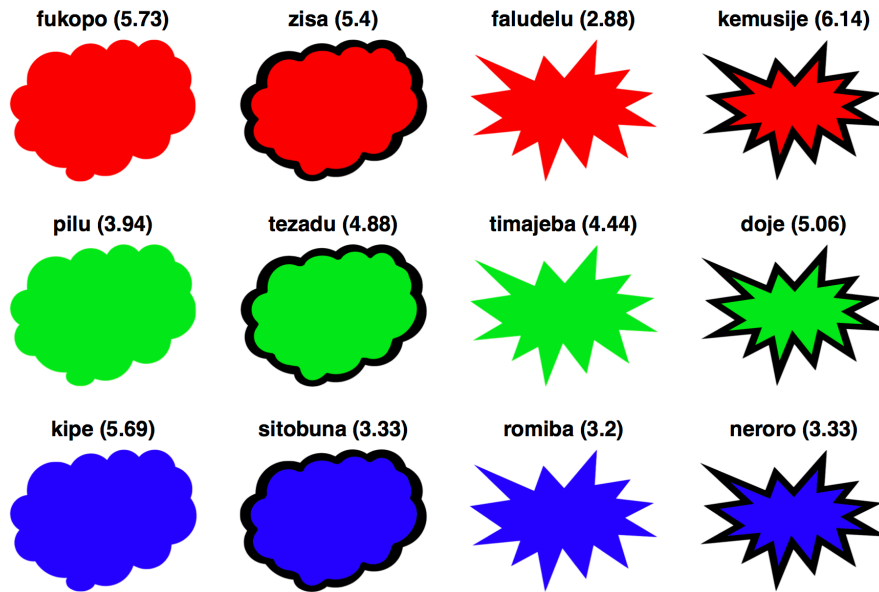 fukopo (5.73) zisa (5.4) faludelu (2.88) kemusije (6.14)
pilu (3.94) tezadu (4.88) timajeba (4.44) doje (5.06)
kipe (5.69) sitobuna (3.33) romiba (3.2) neroro (3.33)